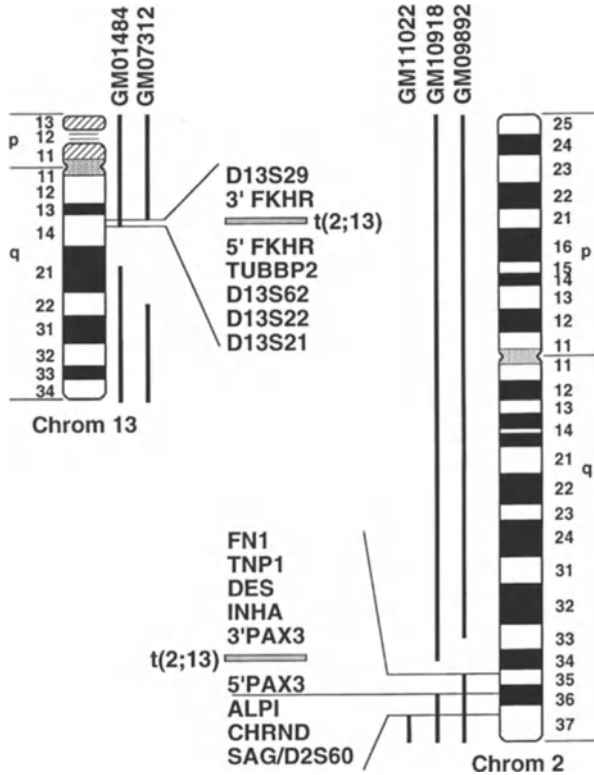 GM01484
GM07312
GM11022
GM10918
GM09892
p
13
12
11
q
11
12
13
14
21
22
31
32
33
34
Chrom 13
D13S29
3' FKHR
t(2;13)
5' FKHR
TUBBP2
D13S62
D13S22
D13S21
FN1
TNP1
DES
INHA
3'PAX3
t(2;13)
5'PAX3
ALPI
CHRND
SAG/D2S60
25
24
23
22
21
16
15
14
13
12
11
p
11
12
13
14
21
22
23
24
31
32
33
34
35
36
37
q
Chrom 2